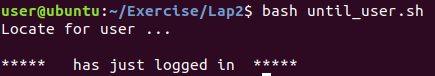 user@ubuntu:~/Exercise/Lap2$ bash until_user.sh
Locate for user ...
*****   has just logged in  *****